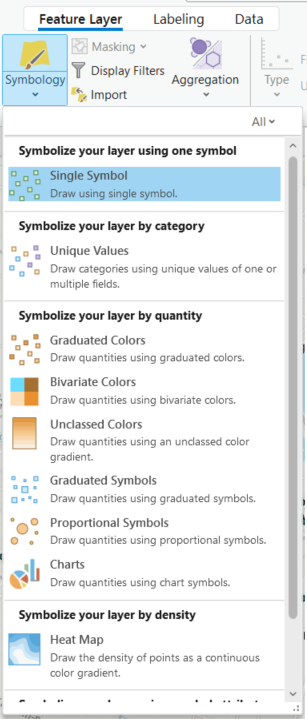 Feature Layer Labeling Data
Masking
Display Filters
Import
Symbology
Aggregation
Type
All
Symbolize your layer using one symbol
Single Symbol
Draw using single symbol.
Symbolize your layer by category
Unique Values
Draw categories using unique values of one or
multiple fields.
Symbolize your layer by quantity
Graduated Colors
Draw quantities using graduated colors.
Bivariate Colors
Draw quantities using bivariate colors.
Unclassed Colors
Draw quantities using an unclassed color
gradient.
Graduated Symbols
Draw quantities using graduated symbols.
Proportional Symbols
Draw quantities using proportional symbols.
Charts
Draw quantities using chart symbols.
Symbolize your layer by density
Heat Map
Draw the density of points as a continuous
color gradient.